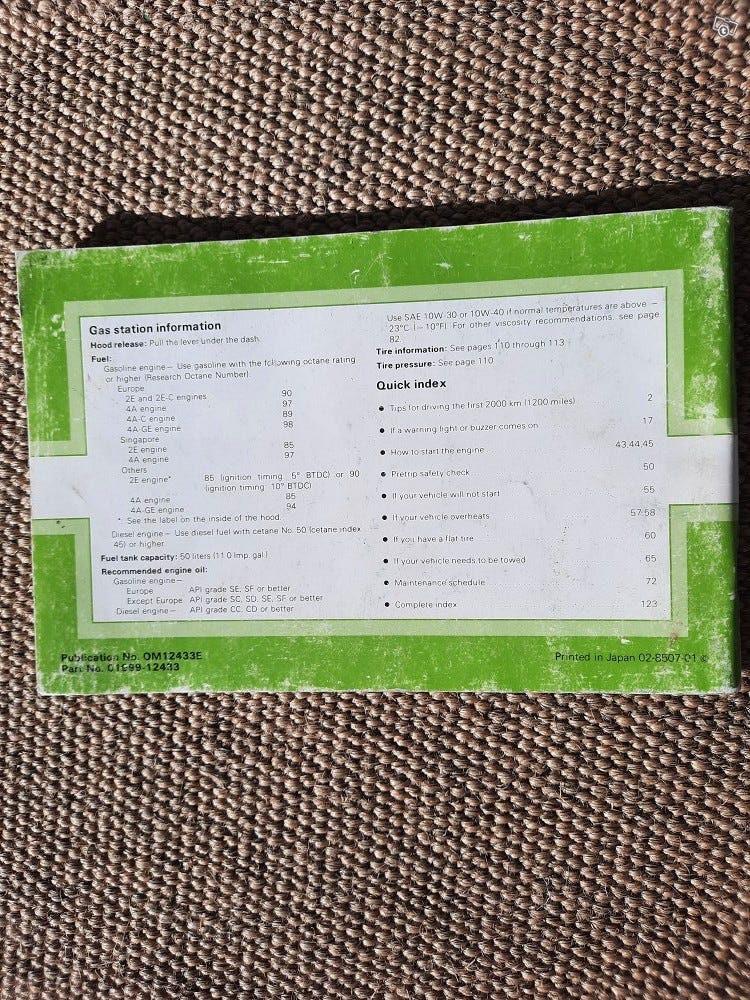 Gas station information
Hood release: Pull the lever under the dash.
Fuel:
Gasoline engine— Use gasoline with the following octane rating
or higher (Research Octane Number).
Europe
2E and 2E-C engines 90
4A engine 97
4A-C engine 89
4A-GE engine 98
Singapore
2E engine 85
4A engine 97
Others
2E engine* 85 (ignition timing: 5° BTDC) or 90
(ignition timing: 10° BTDC)
4A engine 85
4A-GE engine 94
*: See the label on the inside of the hood.
Diesel engine— Use diesel fuel with cetane No. 50 (cetane index
45) or higher.
Fuel tank capacity: 50 liters (11.0 Imp. gal.)
Recommended engine oil:
Gasoline engine—
Europe API grade SE, SF or better
Except Europe API grade SC, SD, SE, SF or better
Diesel engine— API grade CC, CD or better
Use SAE 10W-30 or 10W-40 if normal temperatures are above —
23°C (—10°F). For other viscosity recommendations, see page
82.
Tire information: See pages 110 through 113
Tire pressure: See page 110
Quick index
● Tips for driving the first 2000 km (1200 miles) 2
● If a warning light or buzzer comes on 17
● How to start the engine 43,44,45
● Pretrip safety check 50
● If your vehicle will not start 55
● If your vehicle overheats 57-58
● If you have a flat tire 60
● If your vehicle needs to be towed 65
● Maintenance schedule 72
● Complete index 123
Publication No. OM12433E
Part No. 01999-12433
Printed in Japan 02-8507-01